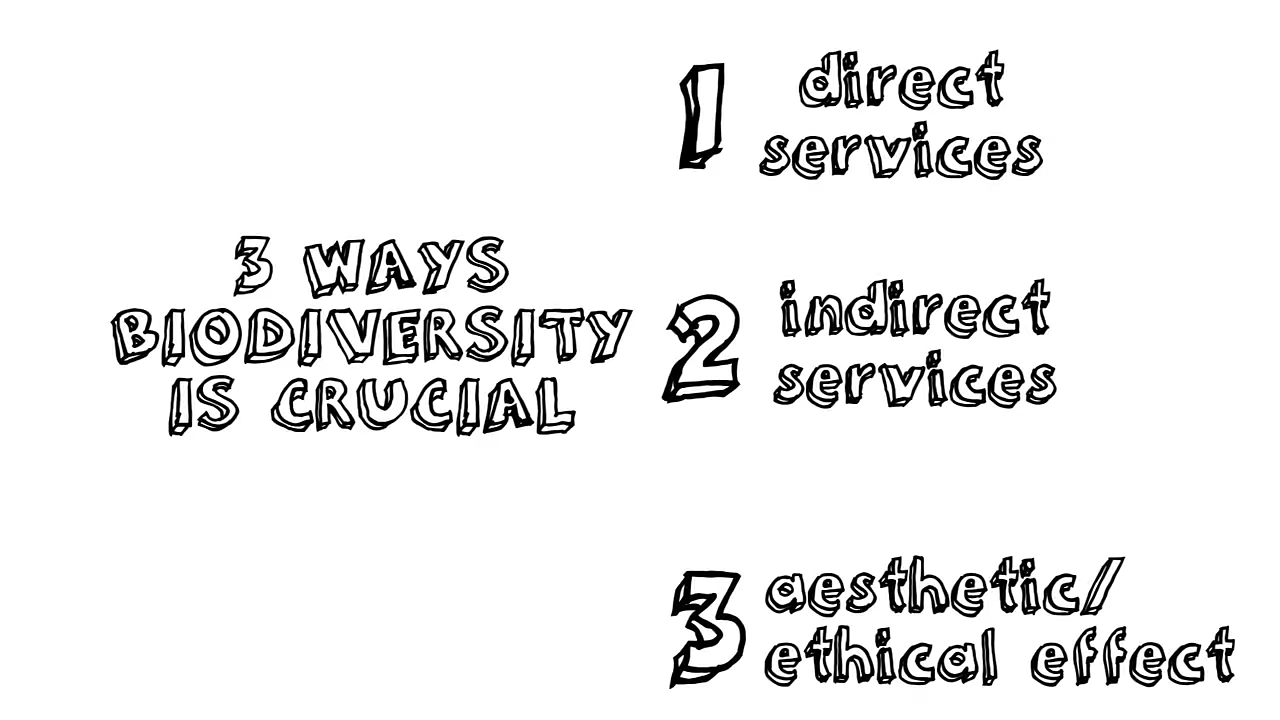 3 WAYS
BIODIVERSITY
IS CRUCIAL
1 direct
services
2 indirect
services
3 aesthetic/
ethical effect